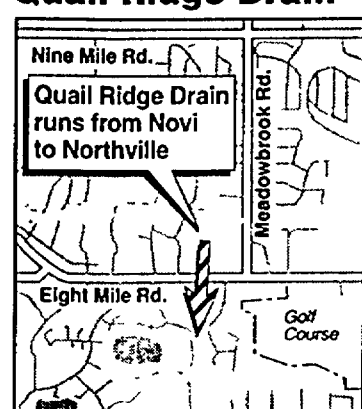 Quail Ridge Drain
Nine Mile Rd.
Quail Ridge Drain
runs from Novi
to Northville
Meadowbrook Rd.
Eight Mile Rd.
Golf
Course